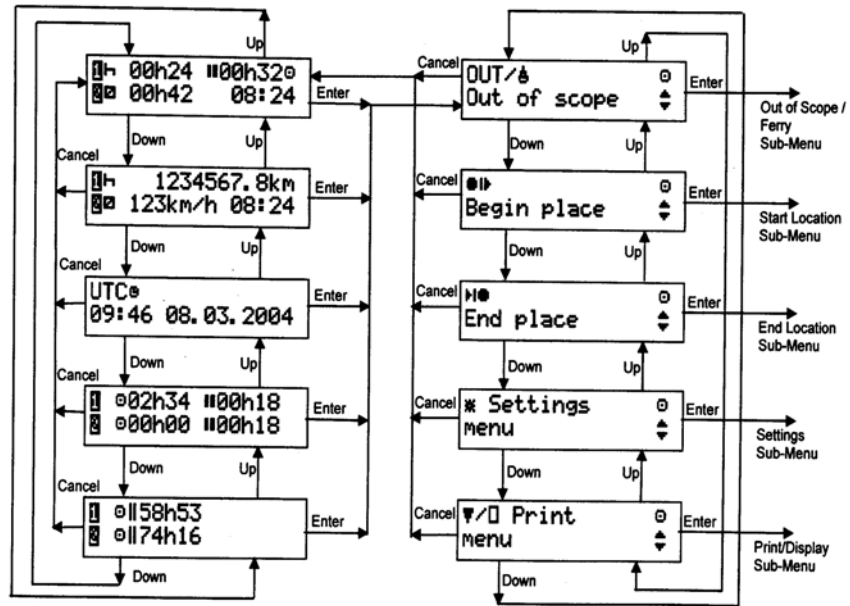 Up
1 00h24 00h32
2 00h42 08:24
Enter
Down
Up
Cancel
1 1234567.8km
2 123km/h 08:24
Enter
Down
Up
Cancel
UTC
09:46 08.03.2004
Enter
Down
Up
Cancel
1 02h34 00h18
2 00h00 00h18
Enter
Down
Up
Cancel
1 58h53
2 74h16
Enter
Down
Up
Cancel
OUT/
Out of scope
Enter
Out of Scope /
Ferry
Sub-Menu
Down
Up
Cancel
Begin place
Enter
Start Location
Sub-Menu
Down
Up
Cancel
End place
Enter
End Location
Sub-Menu
Down
Up
Cancel
Settings
menu
Enter
Settings
Sub-Menu
Down
Up
Cancel
Print
menu
Enter
Print/Display
Sub-Menu
Down